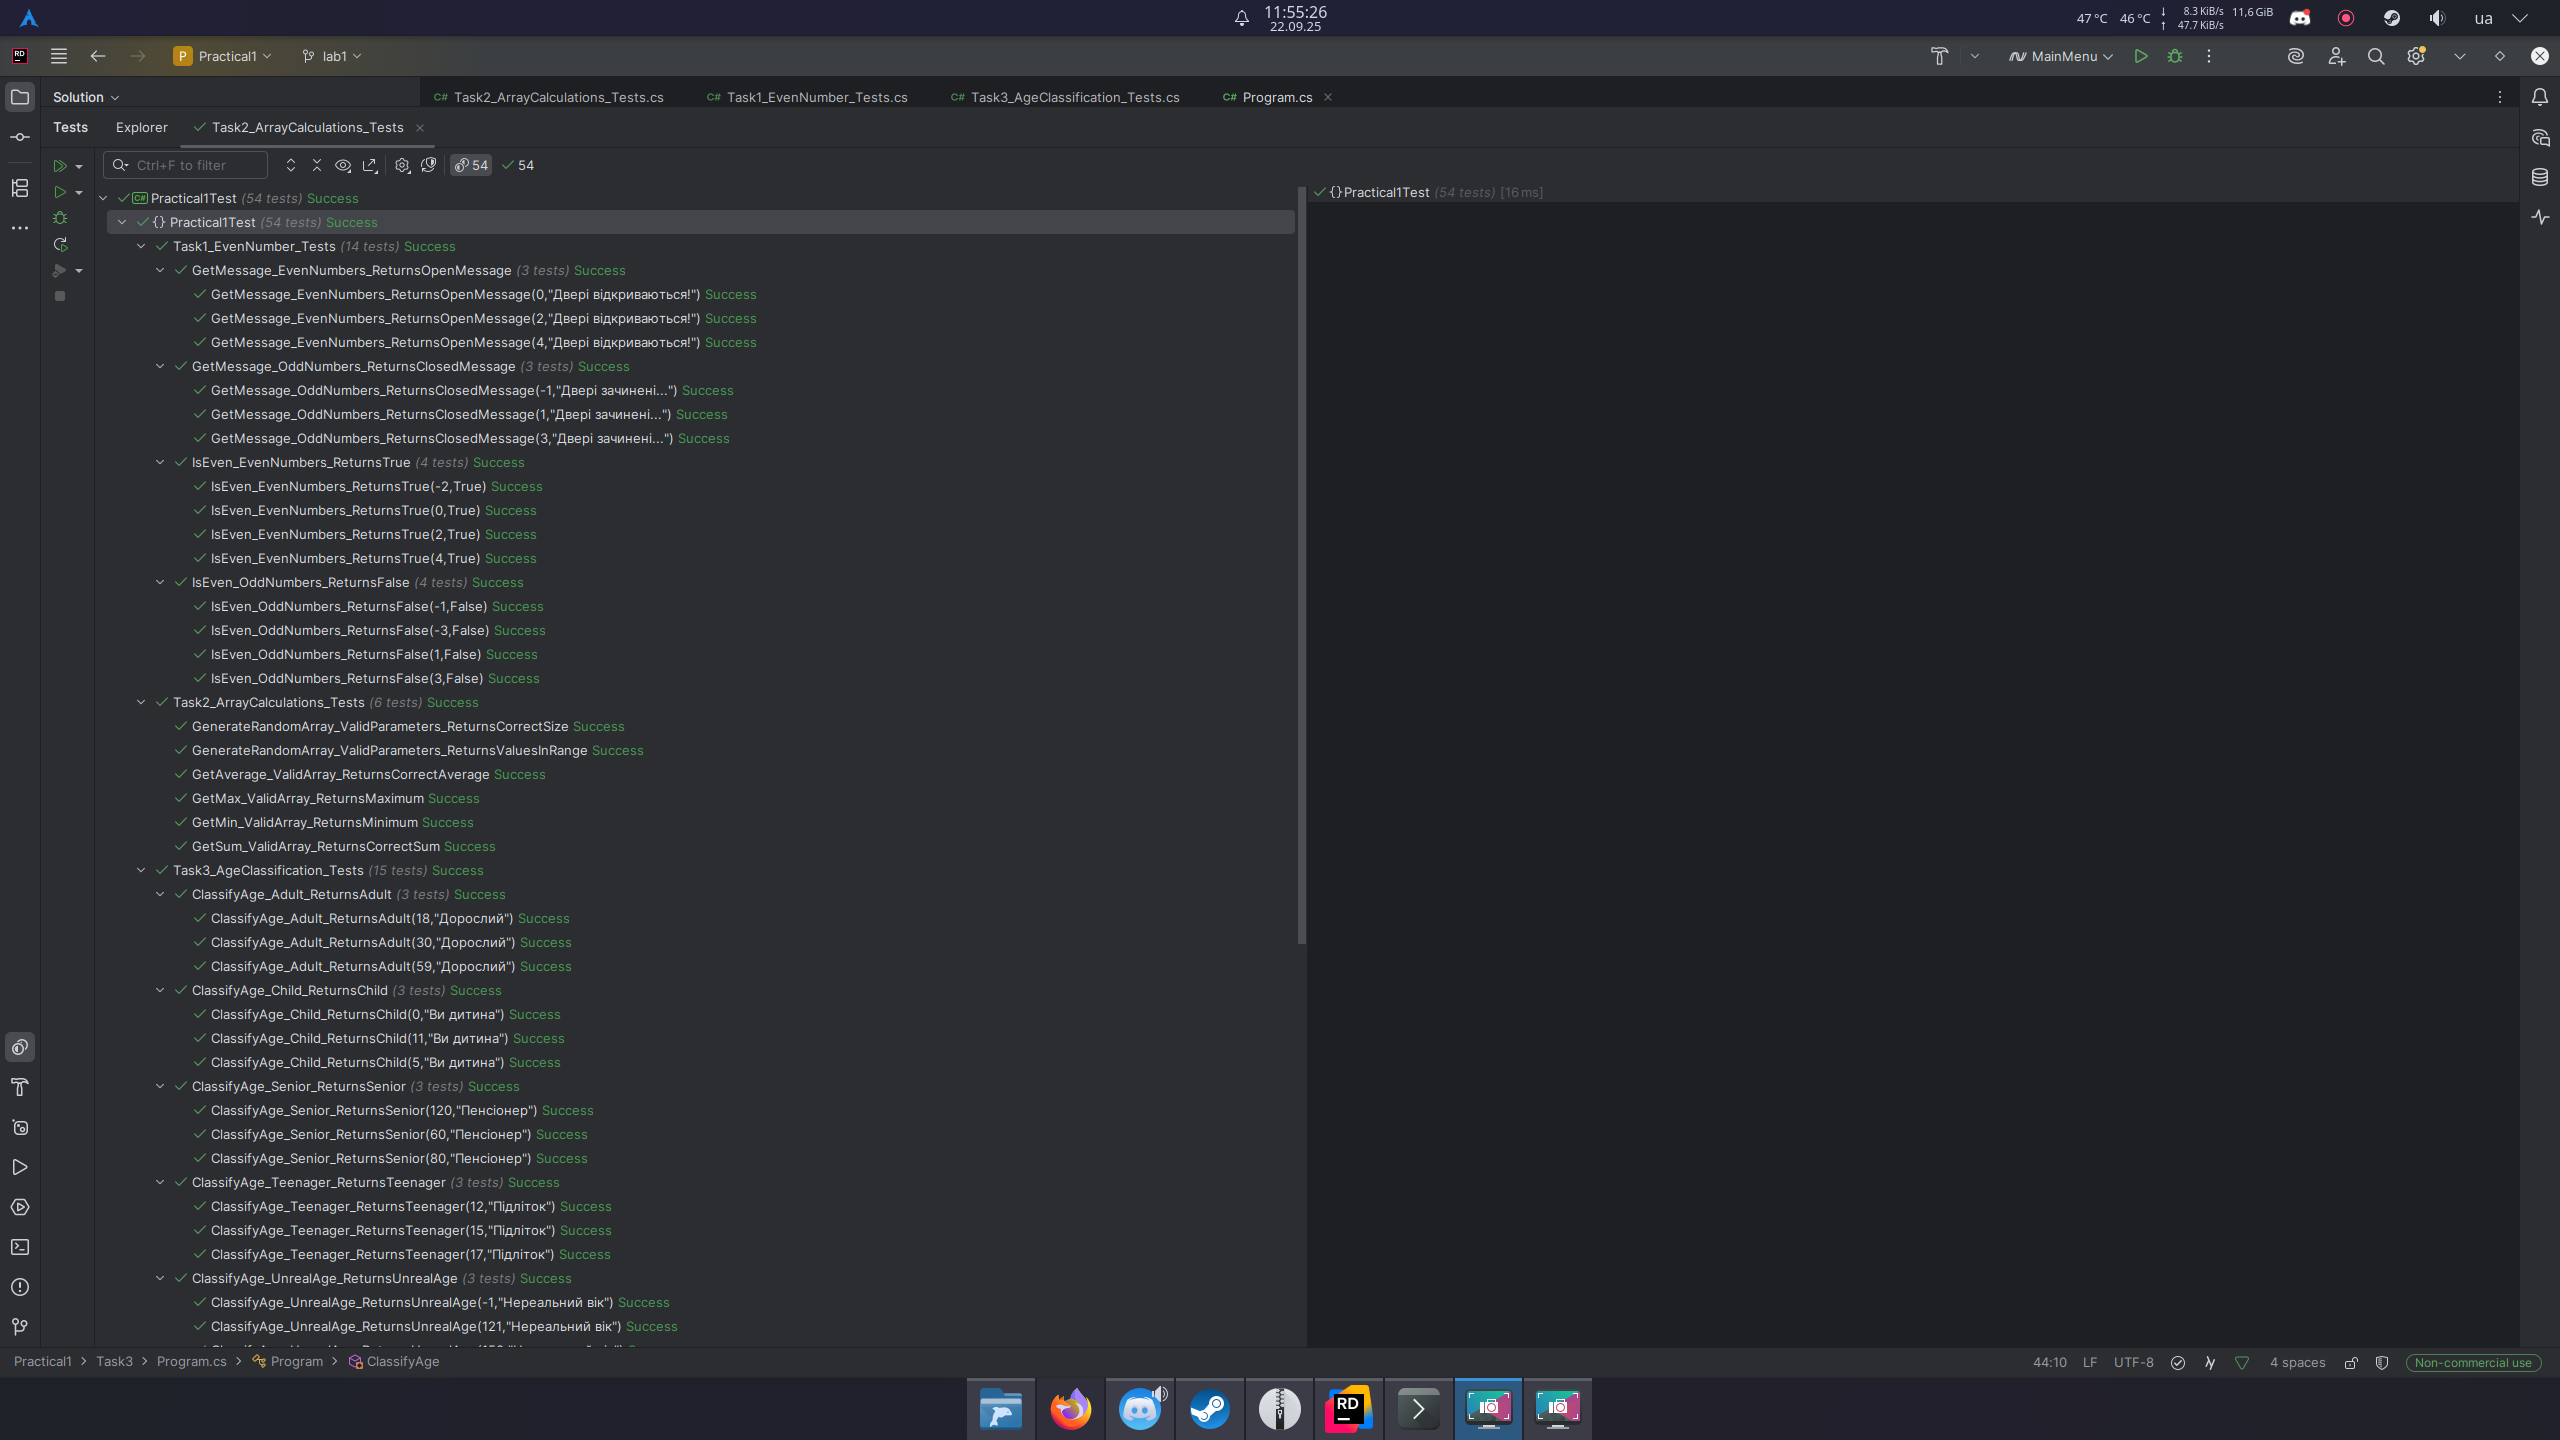 11:55:26
22.09.25
47 °C 46 °C ↓ 8.3 KiB/s 11,6 GiB
↑ 47.7 KiB/s
ua
RD P Practical1 lab1 MainMenu
Solution C# Task2_ArrayCalculations_Tests.cs C# Task1_EvenNumber_Tests.cs C# Task3_AgeClassification_Tests.cs C# Program.cs
Tests Explorer Task2_ArrayCalculations_Tests
Ctrl+F to filter 54 54
C# Practical1Test (54 tests) Success
{} Practical1Test (54 tests) [16 ms]
{} Practical1Test (54 tests) Success
Task1_EvenNumber_Tests (14 tests) Success
GetMessage_EvenNumbers_ReturnsOpenMessage (3 tests) Success
GetMessage_EvenNumbers_ReturnsOpenMessage(0,"Двері відкриваються!") Success
GetMessage_EvenNumbers_ReturnsOpenMessage(2,"Двері відкриваються!") Success
GetMessage_EvenNumbers_ReturnsOpenMessage(4,"Двері відкриваються!") Success
GetMessage_OddNumbers_ReturnsClosedMessage (3 tests) Success
GetMessage_OddNumbers_ReturnsClosedMessage(-1,"Двері зачинені...") Success
GetMessage_OddNumbers_ReturnsClosedMessage(1,"Двері зачинені...") Success
GetMessage_OddNumbers_ReturnsClosedMessage(3,"Двері зачинені...") Success
IsEven_EvenNumbers_ReturnsTrue (4 tests) Success
IsEven_EvenNumbers_ReturnsTrue(-2,True) Success
IsEven_EvenNumbers_ReturnsTrue(0,True) Success
IsEven_EvenNumbers_ReturnsTrue(2,True) Success
IsEven_EvenNumbers_ReturnsTrue(4,True) Success
IsEven_OddNumbers_ReturnsFalse (4 tests) Success
IsEven_OddNumbers_ReturnsFalse(-1,False) Success
IsEven_OddNumbers_ReturnsFalse(-3,False) Success
IsEven_OddNumbers_ReturnsFalse(1,False) Success
IsEven_OddNumbers_ReturnsFalse(3,False) Success
Task2_ArrayCalculations_Tests (6 tests) Success
GenerateRandomArray_ValidParameters_ReturnsCorrectSize Success
GenerateRandomArray_ValidParameters_ReturnsValuesInRange Success
GetAverage_ValidArray_ReturnsCorrectAverage Success
GetMax_ValidArray_ReturnsMaximum Success
GetMin_ValidArray_ReturnsMinimum Success
GetSum_ValidArray_ReturnsCorrectSum Success
Task3_AgeClassification_Tests (15 tests) Success
ClassifyAge_Adult_ReturnsAdult (3 tests) Success
ClassifyAge_Adult_ReturnsAdult(18,"Дорослий") Success
ClassifyAge_Adult_ReturnsAdult(30,"Дорослий") Success
ClassifyAge_Adult_ReturnsAdult(59,"Дорослий") Success
ClassifyAge_Child_ReturnsChild (3 tests) Success
ClassifyAge_Child_ReturnsChild(0,"Ви дитина") Success
ClassifyAge_Child_ReturnsChild(11,"Ви дитина") Success
ClassifyAge_Child_ReturnsChild(5,"Ви дитина") Success
ClassifyAge_Senior_ReturnsSenior (3 tests) Success
ClassifyAge_Senior_ReturnsSenior(120,"Пенсіонер") Success
ClassifyAge_Senior_ReturnsSenior(60,"Пенсіонер") Success
ClassifyAge_Senior_ReturnsSenior(80,"Пенсіонер") Success
ClassifyAge_Teenager_ReturnsTeenager (3 tests) Success
ClassifyAge_Teenager_ReturnsTeenager(12,"Підліток") Success
ClassifyAge_Teenager_ReturnsTeenager(15,"Підліток") Success
ClassifyAge_Teenager_ReturnsTeenager(17,"Підліток") Success
ClassifyAge_UnrealAge_ReturnsUnrealAge (3 tests) Success
ClassifyAge_UnrealAge_ReturnsUnrealAge(-1,"Нереальний вік") Success
ClassifyAge_UnrealAge_ReturnsUnrealAge(121,"Нереальний вік") Success
Practical1 > Task3 > Program.cs > Program > ClassifyAge 44:10 LF UTF-8 4 spaces Non-commercial use
RD